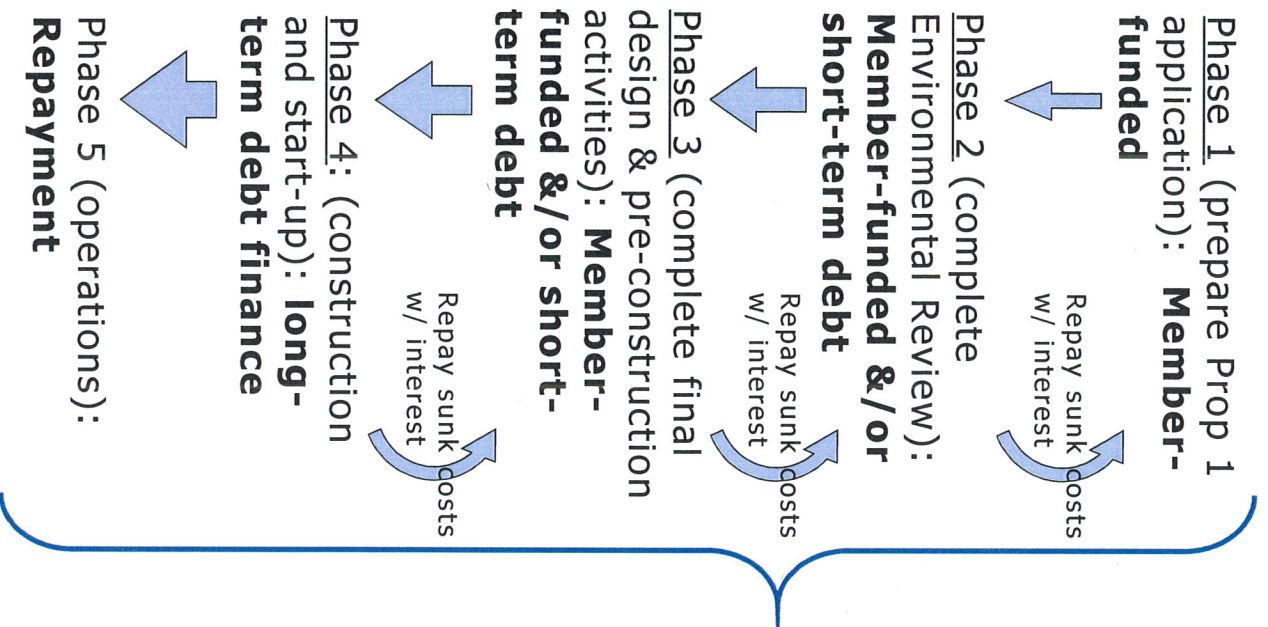 Phase 1 (prepare Prop 1
application): Member-
funded
Repay sunk costs
w/ interest
Phase 2 (complete
Environmental Review):
Member-funded &/or
short-term debt
Repay sunk costs
w/ interest
Phase 3 (complete final
design & pre-construction
activities): Member-
funded &/or short-
term debt
Repay sunk costs
w/ interest
Phase 4: (construction
and start-up): long-
term debt finance
Phase 5 (operations):
Repayment